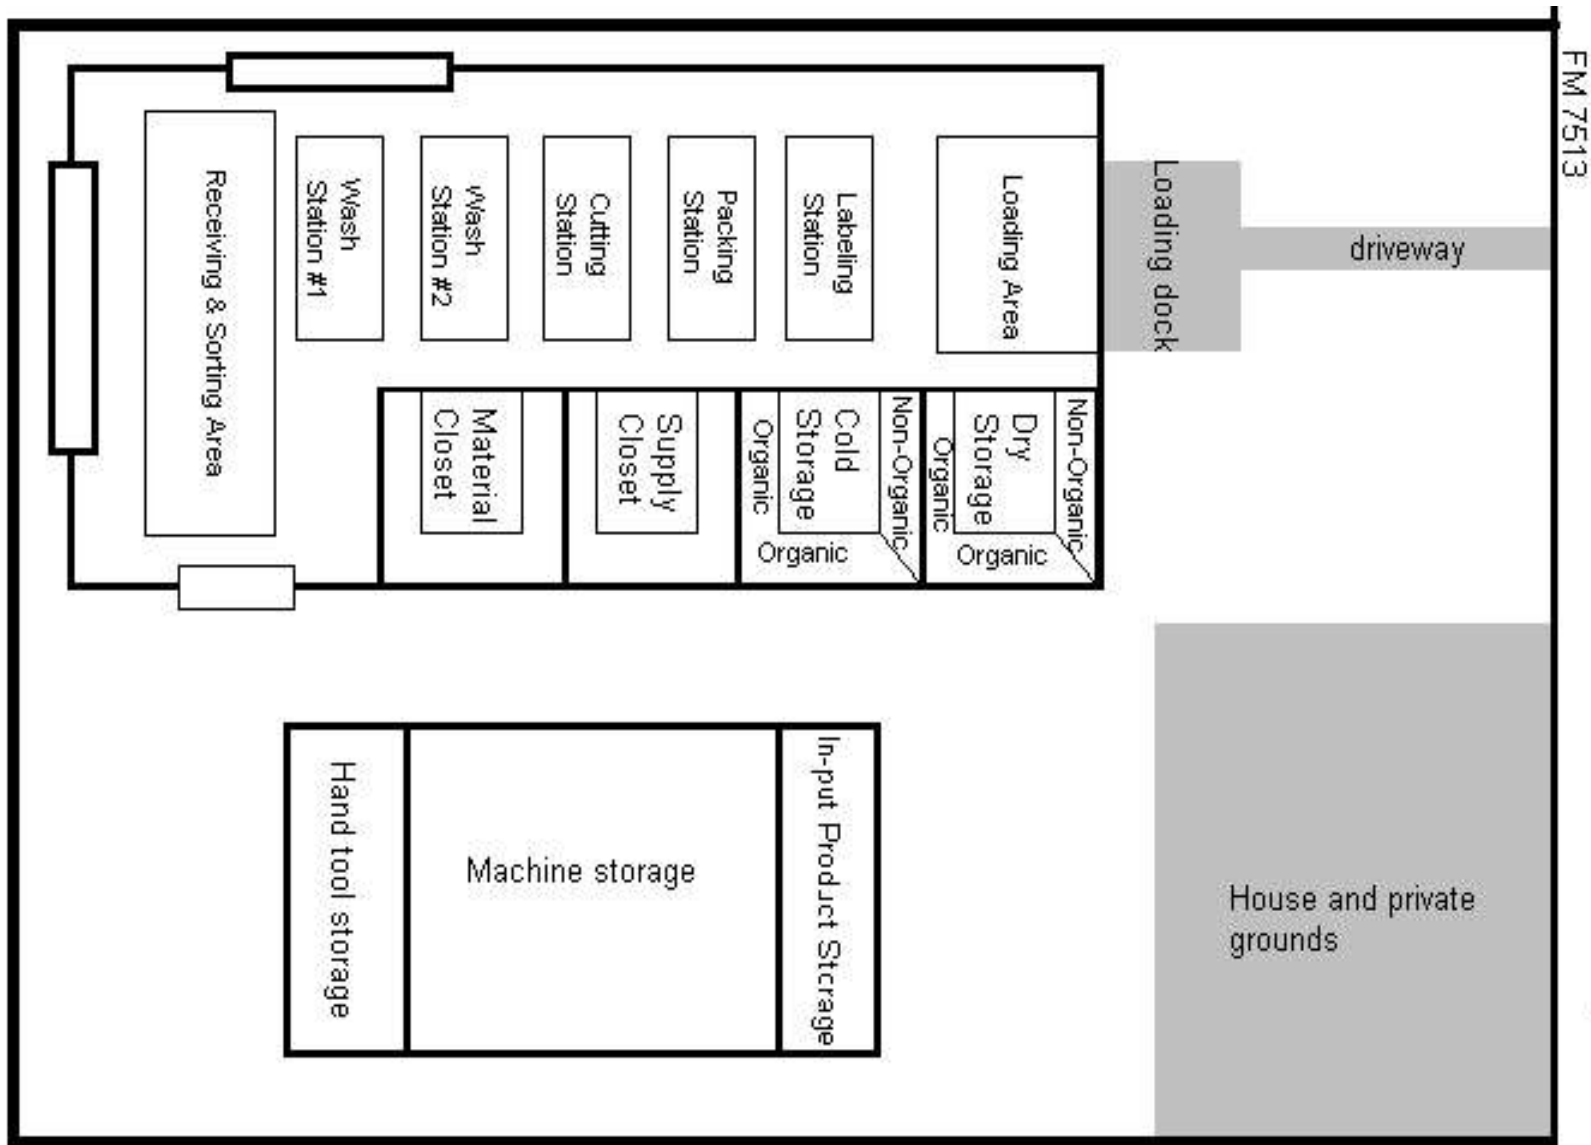 FM 7513
Receiving & Sorting Area
Wash
Station #1
Wash
Station #2
Cutting
Station
Packing
Station
Labeling
Station
Loading Area
Loading dock
driveway
Material
Closet
Supply
Closet
Organic
Cold
Storage
Non-Organic
Organic
Organic
Dry
Storage
Non-Organic
Organic
Hand tool storage
Machine storage
In-put Product Storage
House and private
grounds